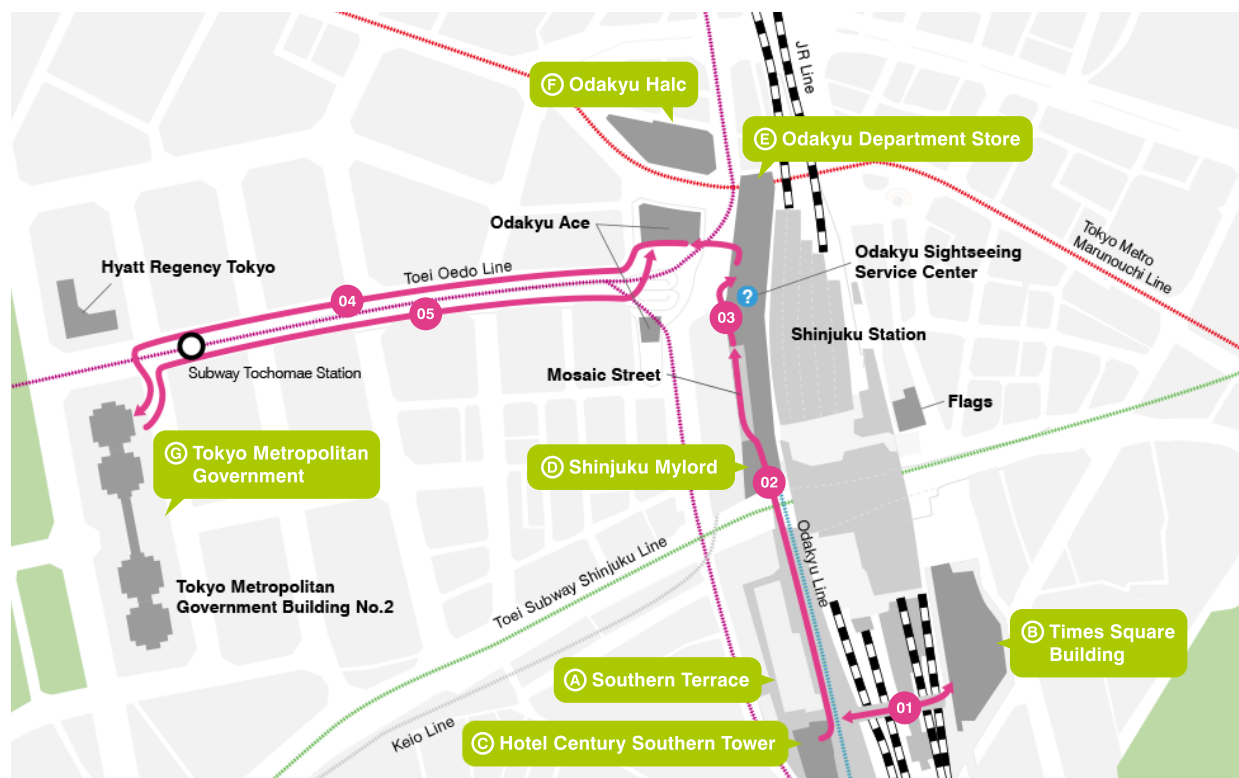 JR Line
Ⓕ Odakyu Halc
Ⓔ Odakyu Department Store
Odakyu Ace
Tokyo Metro
Marunouchi Line
Hyatt Regency Tokyo
Toei Oedo Line
Odakyu Sightseeing
Service Center
04
05
?
03
Shinjuku Station
Subway Tochomae Station
Mosaic Street
Flags
Ⓖ Tokyo Metropolitan
Government
Ⓓ Shinjuku Mylord
02
Odakyu Line
Toei Subway Shinjuku Line
Tokyo Metropolitan
Government Building No.2
Ⓑ Times Square
Building
Ⓐ Southern Terrace
01
Keio Line
Ⓒ Hotel Century Southern Tower